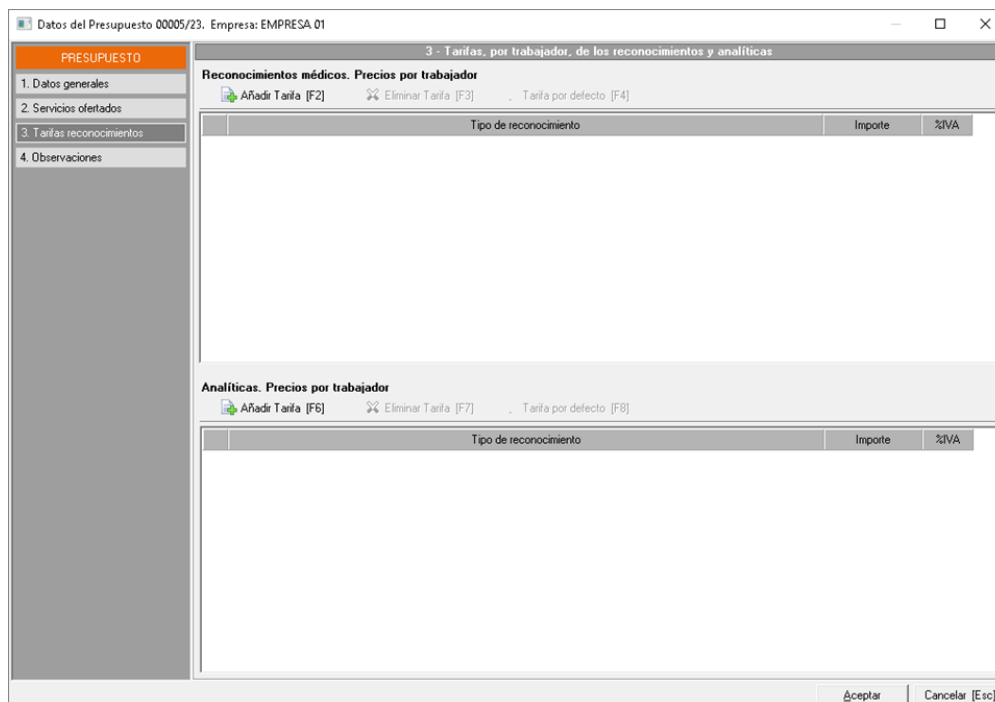 Datos del Presupuesto 00005/23. Empresa: EMPRESA 01
PRESUPUESTO
1. Datos generales
2. Servicios ofertados
3. Tarifas reconocimientos
4. Observaciones
3 - Tarifas, por trabajador, de los reconocimientos y analíticas
Reconocimientos médicos. Precios por trabajador
Añadir Tarifa [F2] Eliminar Tarifa [F3] . Tarifa por defecto [F4]
Tipo de reconocimiento Importe %IVA
Analíticas. Precios por trabajador
Añadir Tarifa [F6] Eliminar Tarifa [F7] . Tarifa por defecto [F8]
Tipo de reconocimiento Importe %IVA
Aceptar Cancelar [Esc]